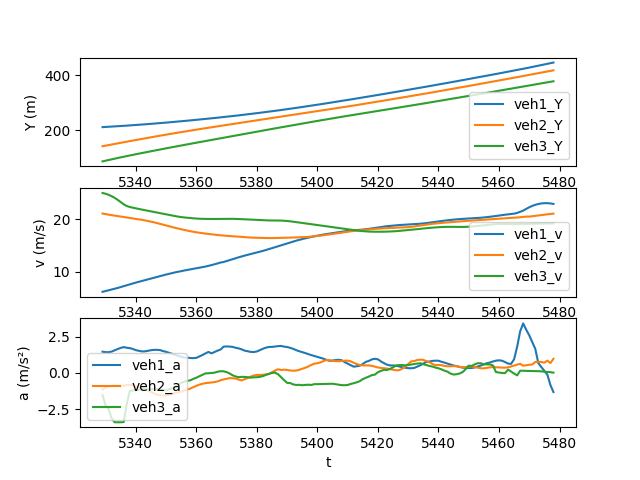 Y (m)
400
200
veh1_Y
veh2_Y
veh3_Y
5340 5360 5380 5400 5420 5440 5460 5480
v (m/s)
20
10
veh1_v
veh2_v
veh3_v
5340 5360 5380 5400 5420 5440 5460 5480
a (m/s²)
2.5
0.0
−2.5
veh1_a
veh2_a
veh3_a
5340 5360 5380 5400 5420 5440 5460 5480
t